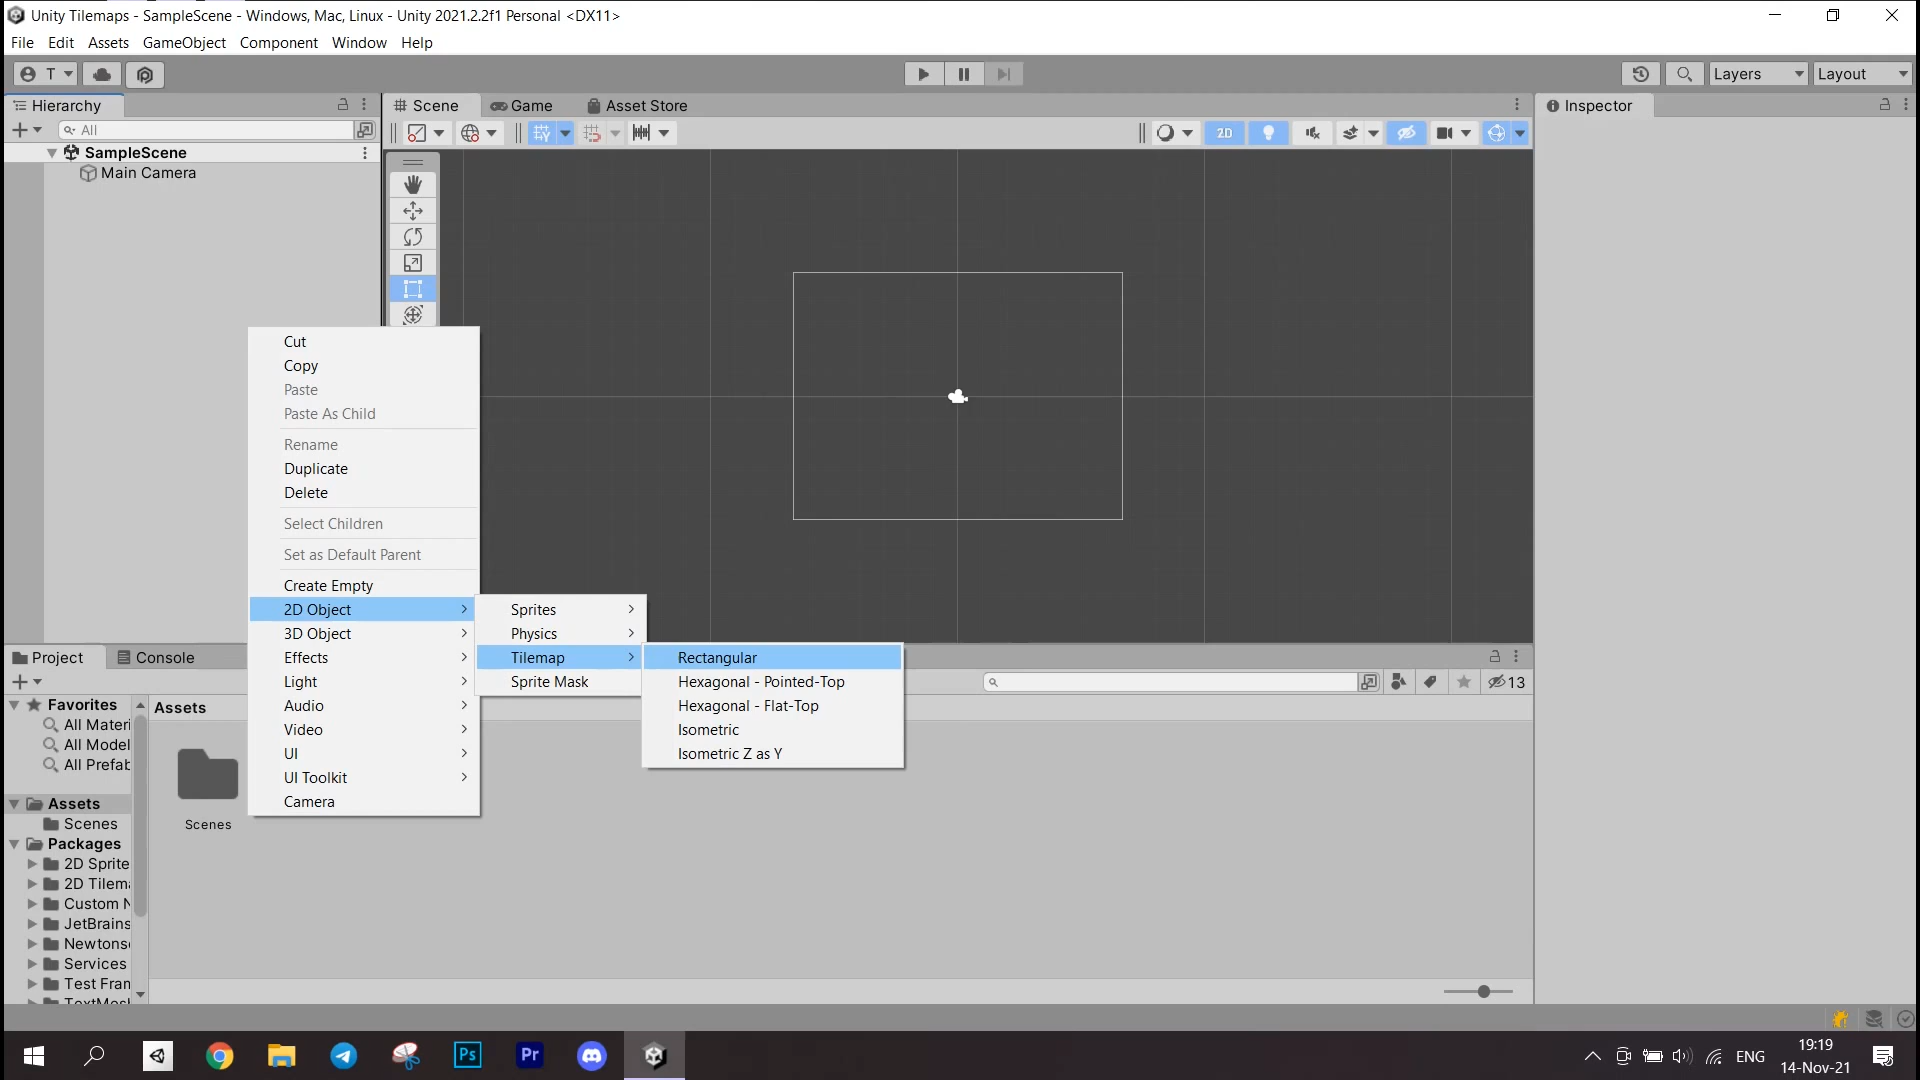 Unity Tilemaps - SampleScene - Windows, Mac, Linux - Unity 2021.2.2f1 Personal <DX11>
File Edit Assets GameObject Component Window Help
T
Layers Layout
Hierarchy
Scene Game Asset Store
Inspector
All
2D
SampleScene
Main Camera
Cut
Copy
Paste
Paste As Child
Rename
Duplicate
Delete
Select Children
Set as Default Parent
Create Empty
2D Object
3D Object
Effects
Light
Audio
Video
UI
UI Toolkit
Camera
Sprites
Physics
Tilemap
Sprite Mask
Rectangular
Hexagonal - Pointed-Top
Hexagonal - Flat-Top
Isometric
Isometric Z as Y
Project Console
13
Favorites
All Materi
All Model
All Prefab
Assets
Scenes
Packages
2D Sprite
2D Tilem
Custom N
JetBrains
Newtons
Services
Test Fran
Assets
Scenes
Ps
Pr
ENG
19:19
14-Nov-21